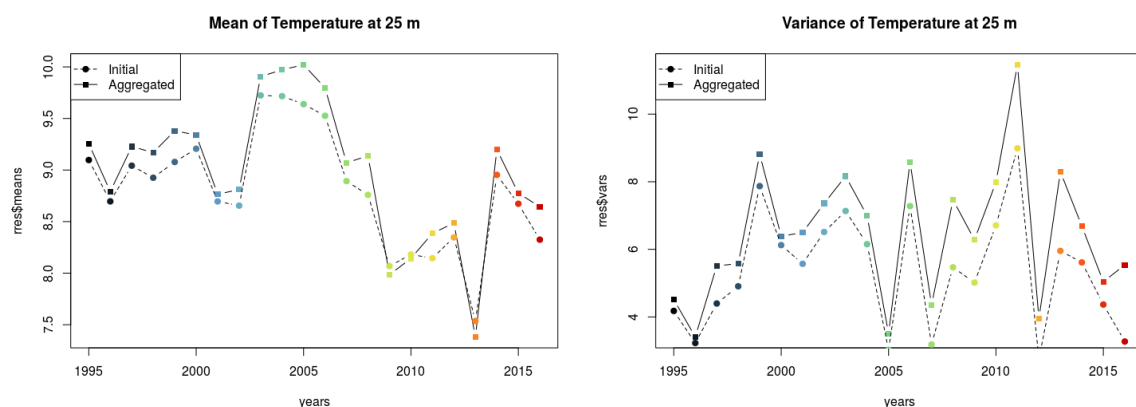 Mean of Temperature at 25 m
Initial
Aggregated
rres$means
10.0
9.5
9.0
8.5
8.0
7.5
1995 2000 2005 2010 2015
years
Variance of Temperature at 25 m
Initial
Aggregated
rres$vars
10
8
6
4
1995 2000 2005 2010 2015
years